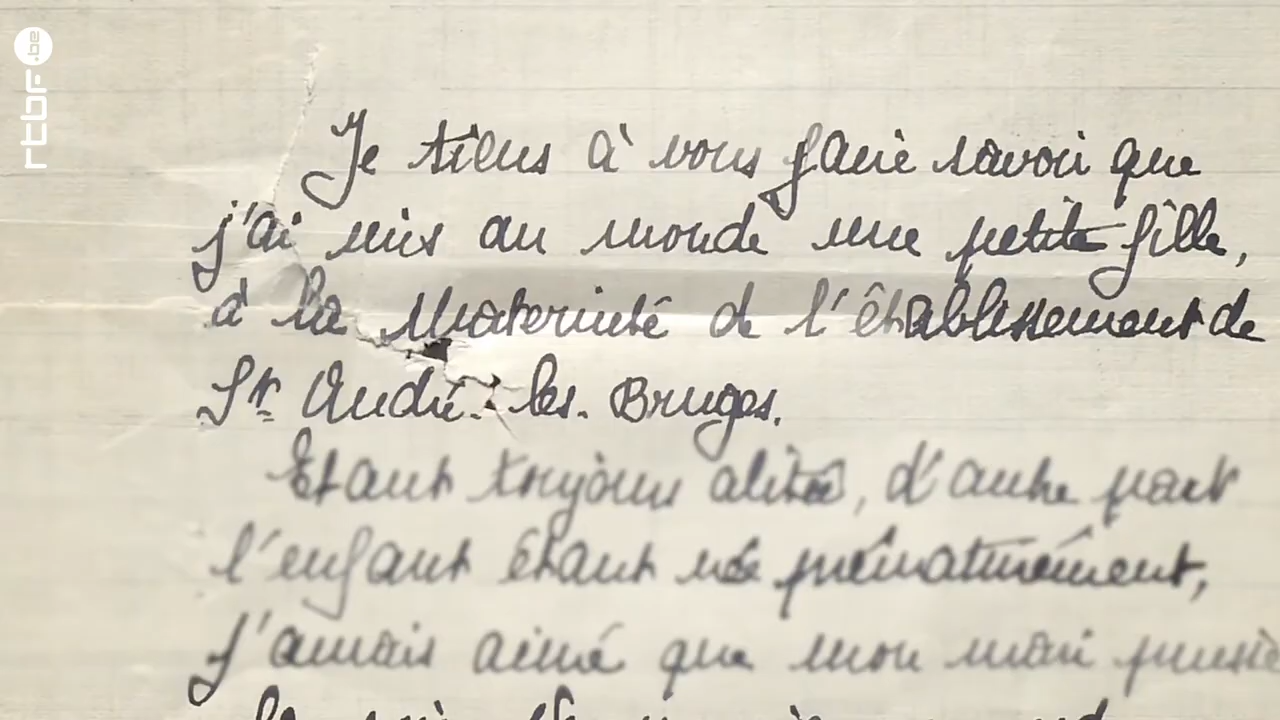 rtbf.be
Je tiens à vous faire savoir que
j'ai mis au monde une petite fille,
à la Maternité de l'établissement de
St André-les-Bruges.
Etant toujours alitée, d'autre part
l'enfant étant née prématurément,
j'aurais aimé que mon mari puisse